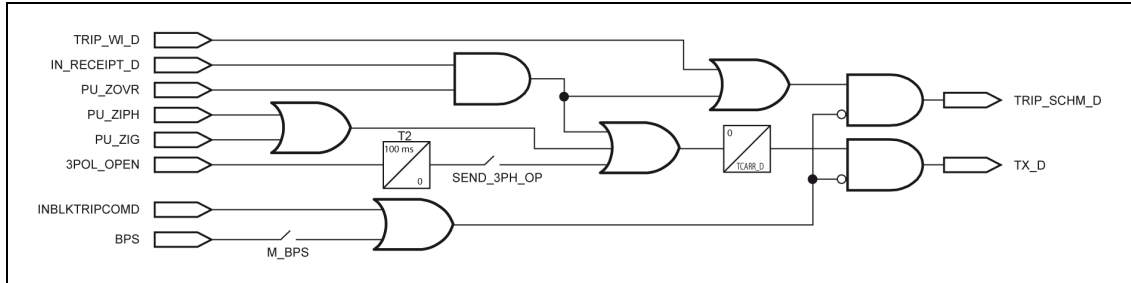 TRIP_WI_D
IN_RECEIPT_D
PU_ZOVR
PU_ZIPH
PU_ZIG
3POL_OPEN
INBLKTRIPCOMD
BPS
M_BPS
T2
100 ms
0
SEND_3PH_OP
0
TCARR_D
TRIP_SCHM_D
TX_D